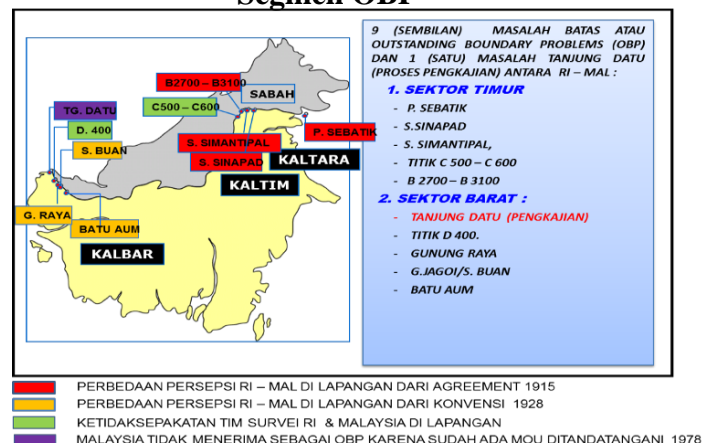 Segmen OBP
B2700 – B3100
SABAH
TG. DATU
C500 – C600
D. 400
P. SEBATIK
S. BUAN
S. SIMANTIPAL
S. SINAPAD
KALTARA
KALTIM
G. RAYA
BATU AUM
KALBAR
9 (SEMBILAN) MASALAH BATAS ATAU
OUTSTANDING BOUNDARY PROBLEMS (OBP)
DAN 1 (SATU) MASALAH TANJUNG DATU
(PROSES PENGKAJIAN) ANTARA RI – MAL :
1. SEKTOR TIMUR
- P. SEBATIK
- S.SINAPAD
- S. SIMANTIPAL,
- TITIK C 500 – C 600
- B 2700 – B 3100
2. SEKTOR BARAT :
- TANJUNG DATU (PENGKAJIAN)
- TITIK D 400.
- GUNUNG RAYA
- G.JAGOI/S. BUAN
- BATU AUM
PERBEDAAN PERSEPSI RI – MAL DI LAPANGAN DARI AGREEMENT 1915
PERBEDAAN PERSEPSI RI – MAL DI LAPANGAN DARI KONVENSI 1928
KETIDAKSEPAKATAN TIM SURVEI RI & MALAYSIA DI LAPANGAN
MALAYSIA TIDAK MENERIMA SEBAGAI OBP KARENA SUDAH ADA MOU DITANDATANGANI 1978